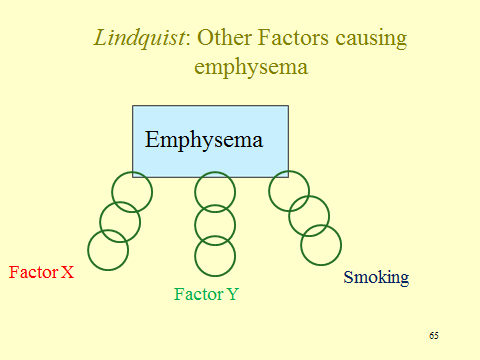 Lindquist: Other Factors causing
emphysema
Emphysema
Factor X
Factor Y
Smoking
65